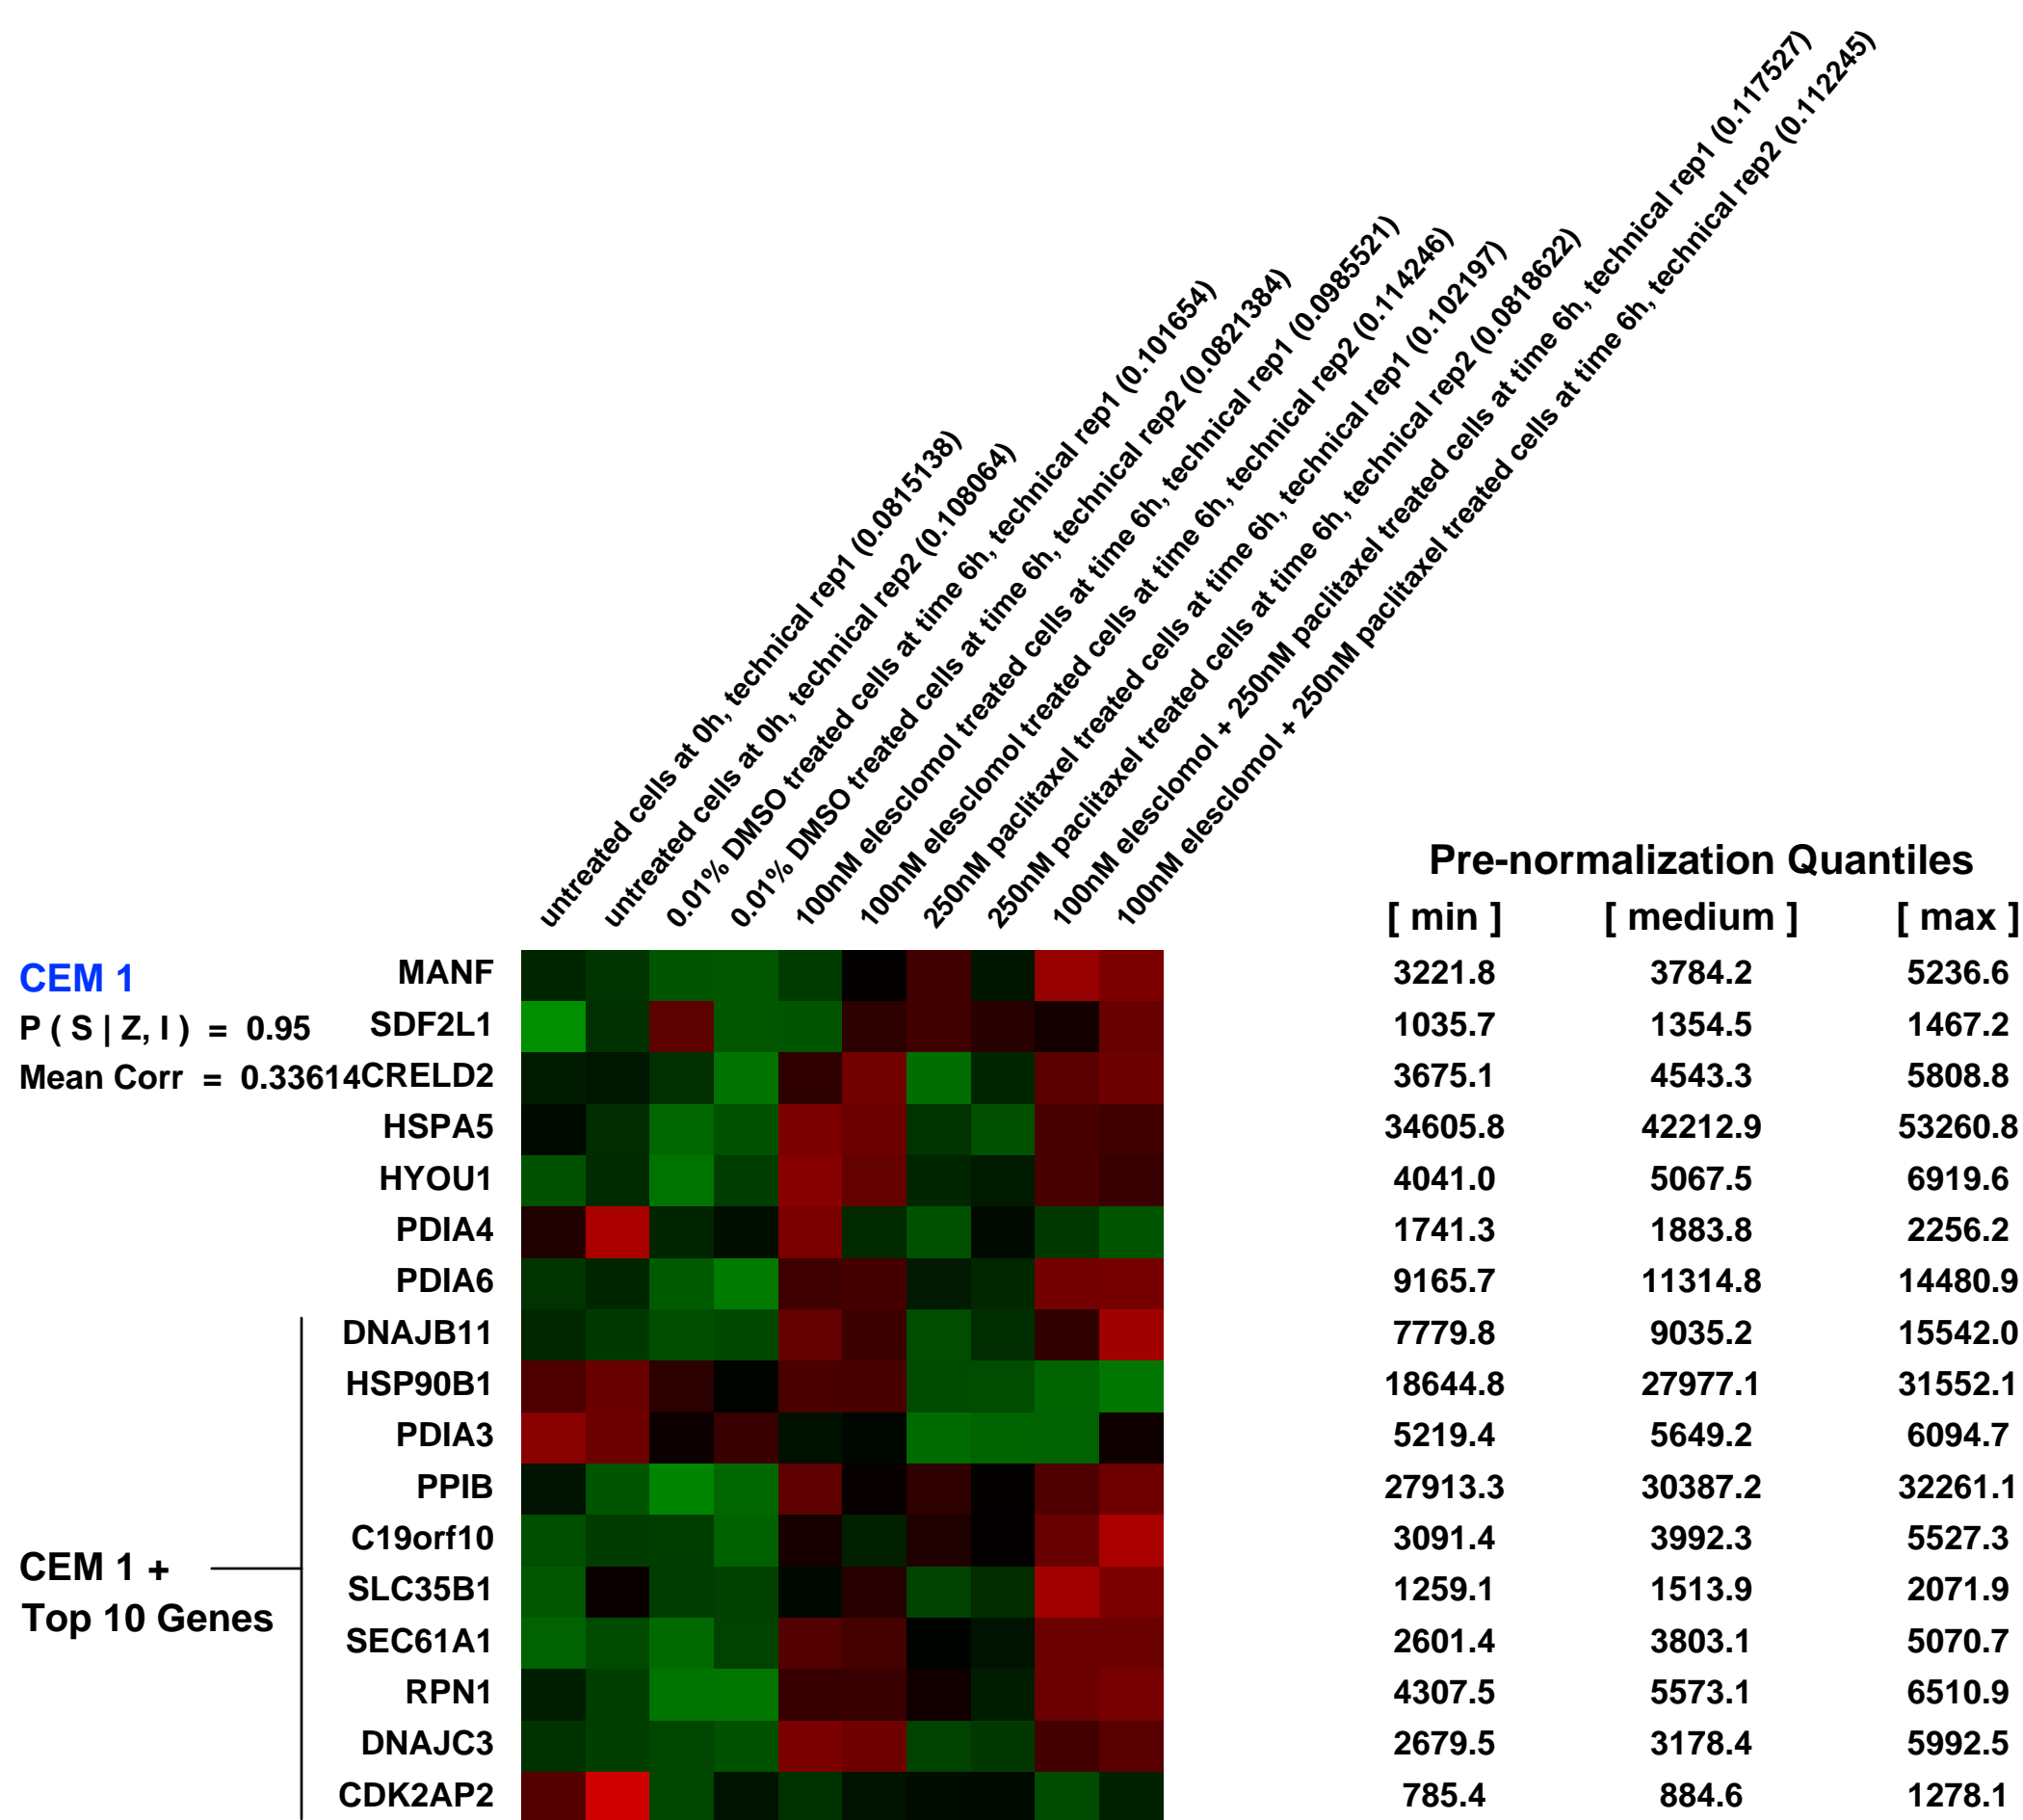 untreated cells at 0h, technical rep1 (0.0815138)
untreated cells at 0h, technical rep2 (0.108064)
0.01% DMSO treated cells at time 6h, technical rep1 (0.101654)
0.01% DMSO treated cells at time 6h, technical rep2 (0.0821384)
100nM elesclomol treated cells at time 6h, technical rep1 (0.0985521)
100nM elesclomol treated cells at time 6h, technical rep2 (0.114246)
250nM paclitaxel treated cells at time 6h, technical rep1 (0.102197)
250nM paclitaxel treated cells at time 6h, technical rep2 (0.0818622)
100nM elesclomol + 250nM paclitaxel treated cells at time 6h, technical rep1 (0.117527)
100nM elesclomol + 250nM paclitaxel treated cells at time 6h, technical rep2 (0.112245)
Pre-normalization Quantiles
[ min ] [ medium ] [ max ]
CEM 1 MANF 3221.8 3784.2 5236.6
P ( S | Z, I ) = 0.95 SDF2L1 1035.7 1354.5 1467.2
Mean Corr = 0.33614 CRELD2 3675.1 4543.3 5808.8
HSPA5 34605.8 42212.9 53260.8
HYOU1 4041.0 5067.5 6919.6
PDIA4 1741.3 1883.8 2256.2
PDIA6 9165.7 11314.8 14480.9
DNAJB11 7779.8 9035.2 15542.0
HSP90B1 18644.8 27977.1 31552.1
PDIA3 5219.4 5649.2 6094.7
PPIB 27913.3 30387.2 32261.1
C19orf10 3091.4 3992.3 5527.3
CEM 1 +
SLC35B1 1259.1 1513.9 2071.9
Top 10 Genes
SEC61A1 2601.4 3803.1 5070.7
RPN1 4307.5 5573.1 6510.9
DNAJC3 2679.5 3178.4 5992.5
CDK2AP2 785.4 884.6 1278.1